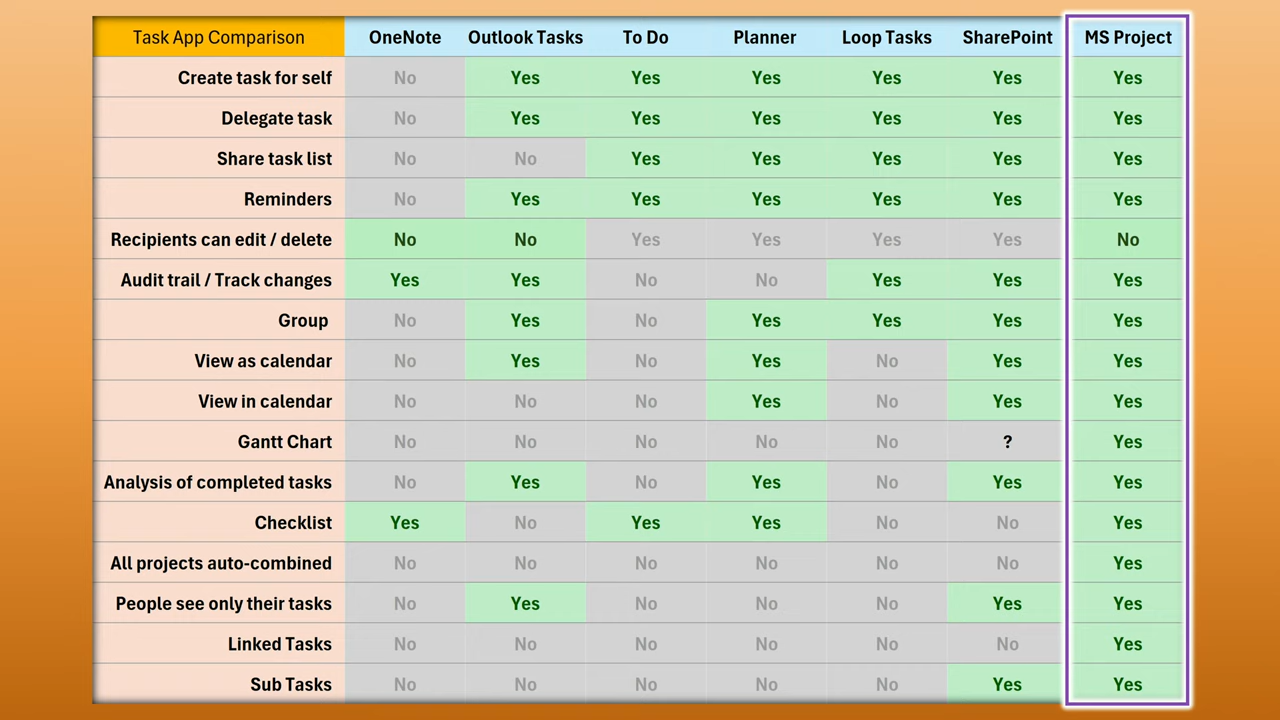 Task App Comparison OneNote Outlook Tasks To Do Planner Loop Tasks SharePoint MS Project
Create task for self No Yes Yes Yes Yes Yes Yes
Delegate task No Yes Yes Yes Yes Yes Yes
Share task list No No Yes Yes Yes Yes Yes
Reminders No Yes Yes Yes Yes Yes Yes
Recipients can edit / delete No No Yes Yes Yes Yes No
Audit trail / Track changes Yes Yes No No Yes Yes Yes
Group No Yes No Yes Yes Yes Yes
View as calendar No Yes No Yes No Yes Yes
View in calendar No No No Yes No Yes Yes
Gantt Chart No No No No No ? Yes
Analysis of completed tasks No Yes No Yes No Yes Yes
Checklist Yes No Yes Yes No No Yes
All projects auto-combined No No No No No No Yes
People see only their tasks No Yes No No No Yes Yes
Linked Tasks No No No No No No Yes
Sub Tasks No No No No No Yes Yes